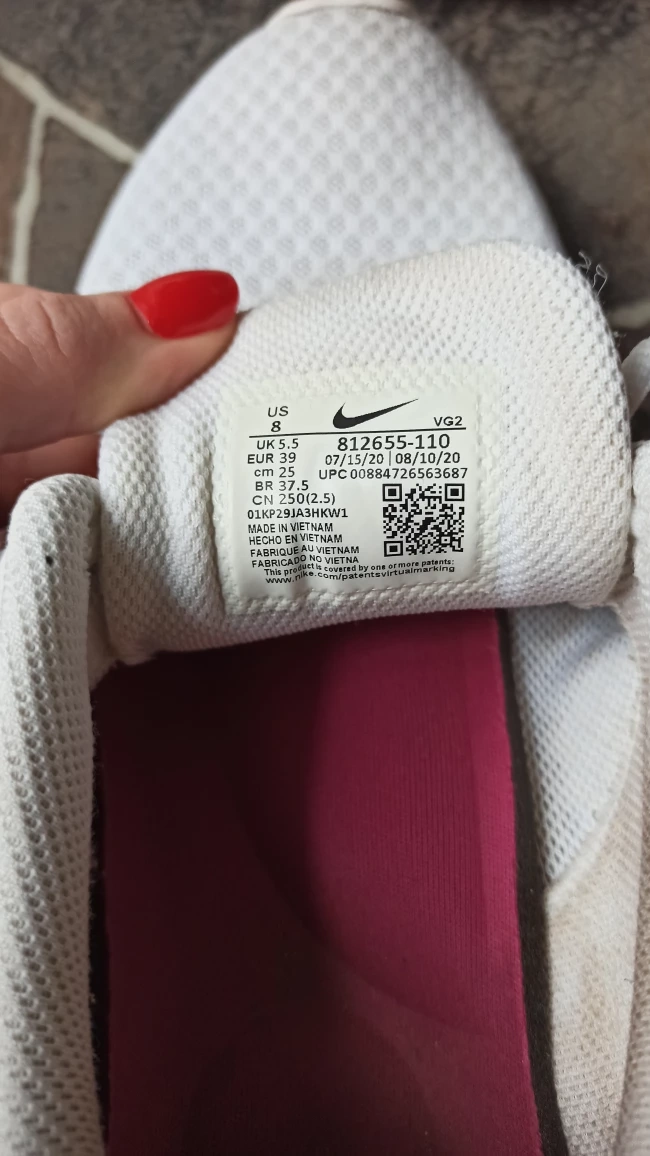 US
8
VG2
UK 5.5
812655-110
EUR 39
07/15/20 | 08/10/20
cm 25
UPC 00884726563687
BR 37.5
CN 250(2.5)
01KP29JA3HKW1
MADE IN VIETNAM
HECHO EN VIETNAM
FABRIQUE AU VIETNAM
FABRICADO NO VIETNA
This product is covered by one or more patents:
www.nike.com/patentsvirtualmarking